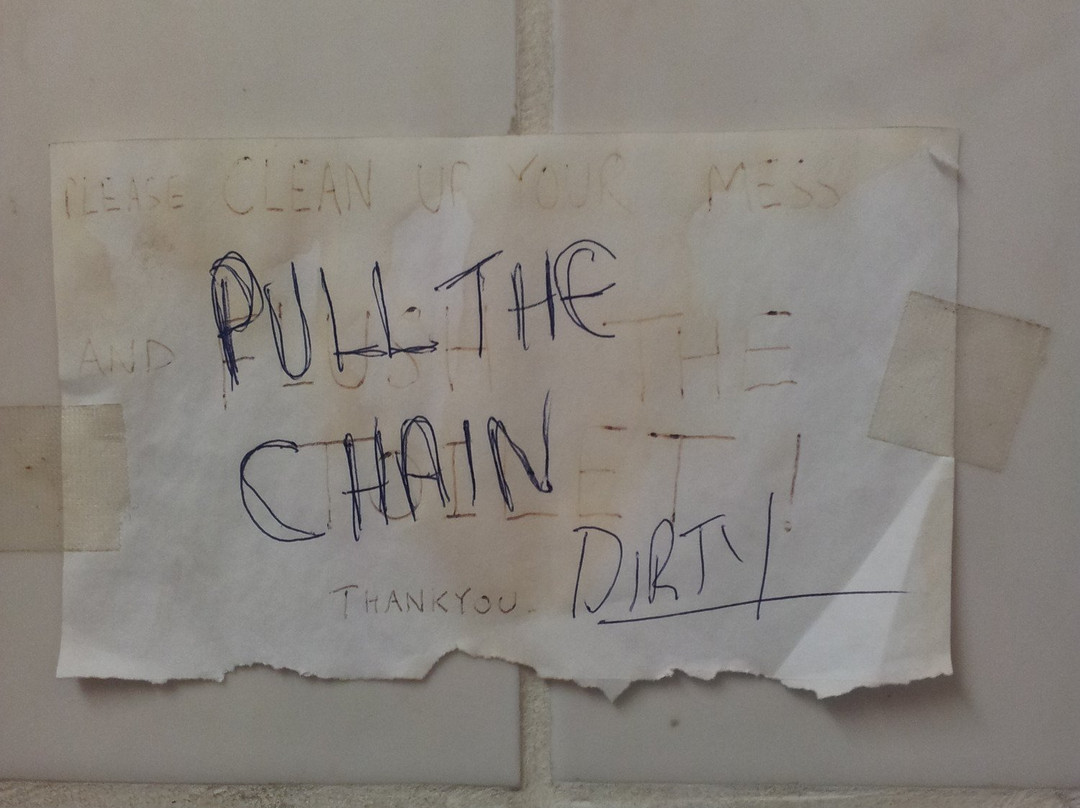 PLEASE CLEAN UP YOUR MESS
PULL THE
AND FLUSH THE
CHAIN
TOILET !
DIRTY
THANKYOU.